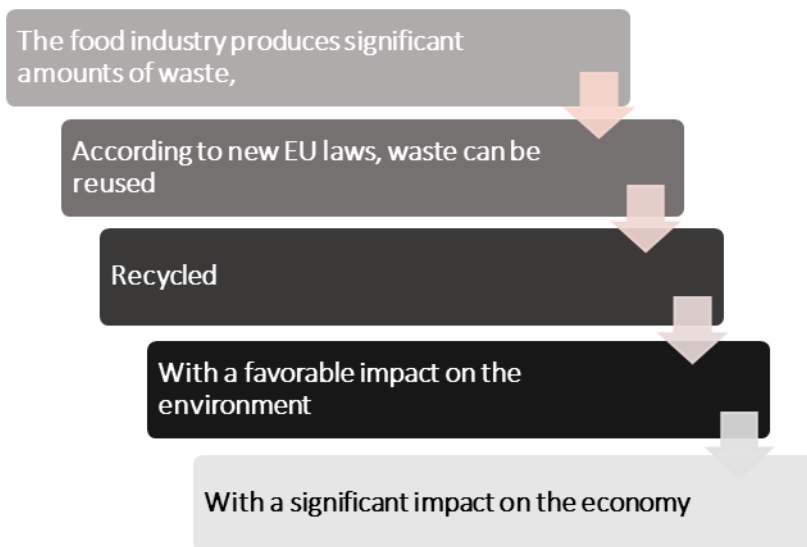 The food industry produces significant
amounts of waste,
According to new EU laws, waste can be
reused
Recycled
With a favorable impact on the
environment
With a significant impact on the economy